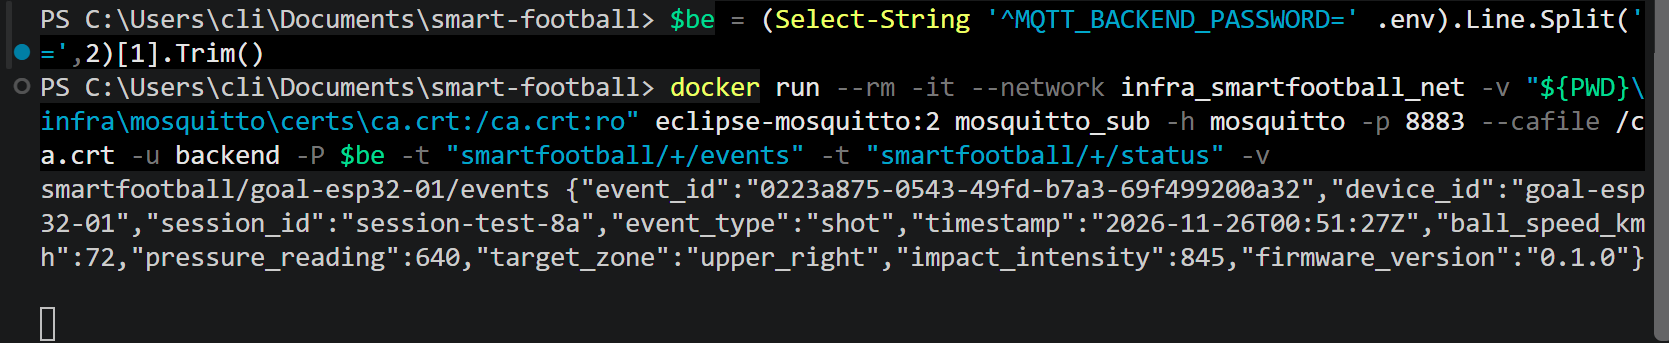 PS C:\Users\cli\Documents\smart-football> $be = (Select-String '^MQTT_BACKEND_PASSWORD=' .env).Line.Split('
=',2)[1].Trim()
PS C:\Users\cli\Documents\smart-football> docker run --rm -it --network infra_smartfootball_net -v "${PWD}\
infra\mosquitto\certs\ca.crt:/ca.crt:ro" eclipse-mosquitto:2 mosquitto_sub -h mosquitto -p 8883 --cafile /c
a.crt -u backend -P $be -t "smartfootball/+/events" -t "smartfootball/+/status" -v
smartfootball/goal-esp32-01/events {"event_id":"0223a875-0543-49fd-b7a3-69f499200a32","device_id":"goal-esp
32-01","session_id":"session-test-8a","event_type":"shot","timestamp":"2026-11-26T00:51:27Z","ball_speed_km
h":72,"pressure_reading":640,"target_zone":"upper_right","impact_intensity":845,"firmware_version":"0.1.0"}